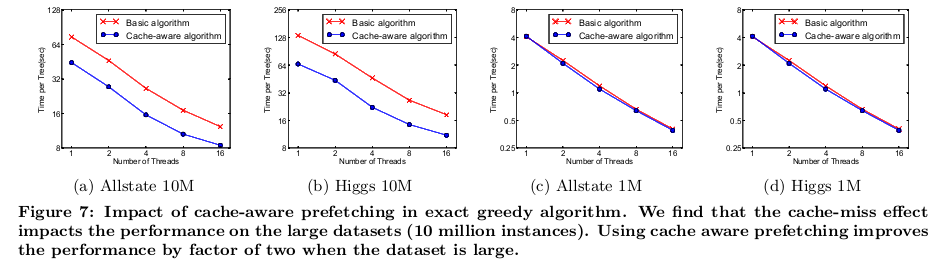 128
64
32
16
8
Time per Tree(sec)
Basic algorithm
Cache-aware algorithm
1 2 4 8 16
Number of Threads
(a) Allstate 10M
256
128
64
32
16
8
Time per Tree(sec)
Basic algorithm
Cache-aware algorithm
1 2 4 8 16
Number of Threads
(b) Higgs 10M
8
4
2
1
0.5
0.25
Time per Tree(sec)
Basic algorithm
Cache-aware algorithm
1 2 4 8 16
Number of Threads
(c) Allstate 1M
8
4
2
1
0.5
0.25
Time per Tree(sec)
Basic algorithm
Cache-aware algorithm
1 2 4 8 16
Number of Threads
(d) Higgs 1M
Figure 7: Impact of cache-aware prefetching in exact greedy algorithm. We find that the cache-miss effect
impacts the performance on the large datasets (10 million instances). Using cache aware prefetching improves
the performance by factor of two when the dataset is large.